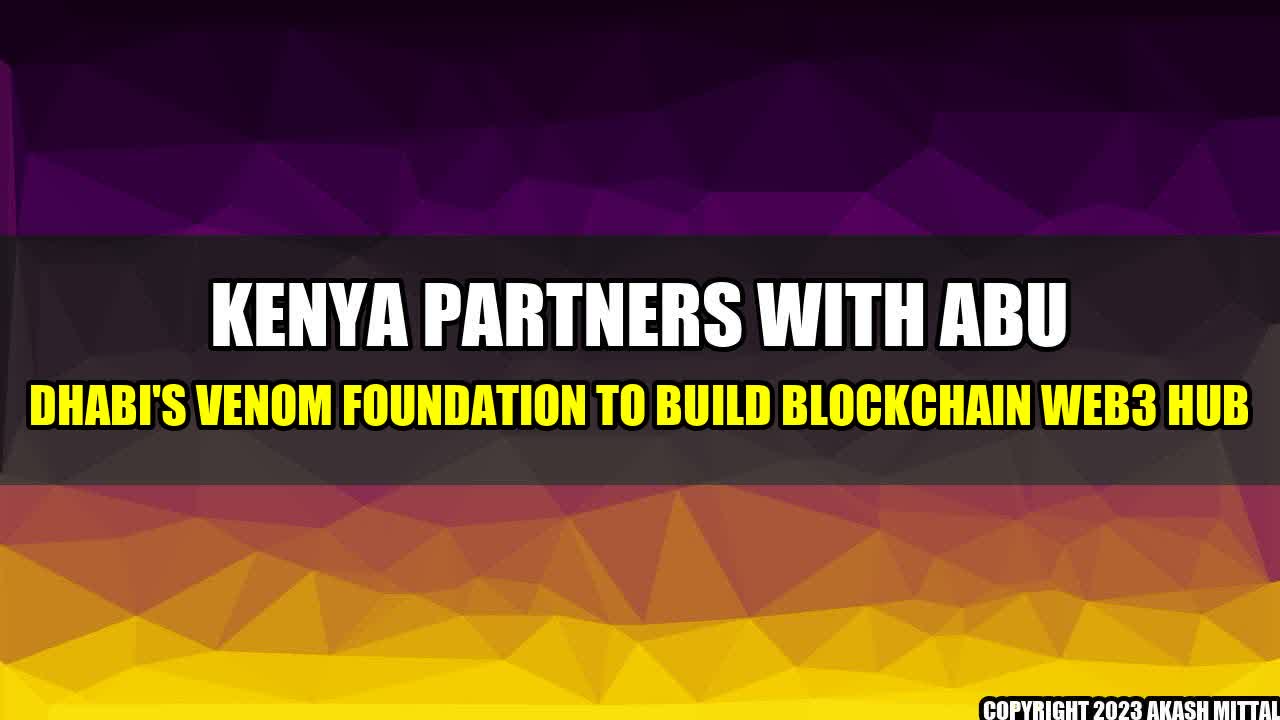 KENYA PARTNERS WITH ABU
DHABI'S VENOM FOUNDATION TO BUILD BLOCKCHAIN WEB3 HUB
COPYRIGHT 2023 AKASH MITTAL